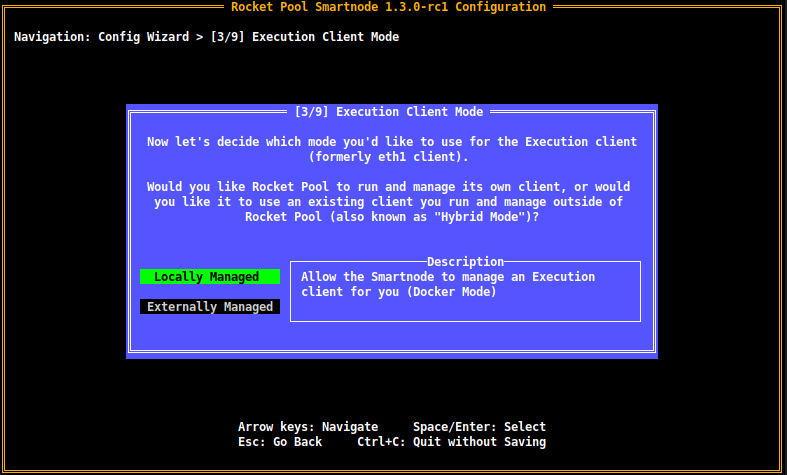 Rocket Pool Smartnode 1.3.0-rc1 Configuration
Navigation: Config Wizard > [3/9] Execution Client Mode
[3/9] Execution Client Mode
Now let's decide which mode you'd like to use for the Execution client
(formerly eth1 client).
Would you like Rocket Pool to run and manage its own client, or would
you like it to use an existing client you run and manage outside of
Rocket Pool (also known as "Hybrid Mode")?
Description
Locally Managed
Allow the Smartnode to manage an Execution
client for you (Docker Mode)
Externally Managed
Arrow keys: Navigate     Space/Enter: Select
Esc: Go Back     Ctrl+C: Quit without Saving